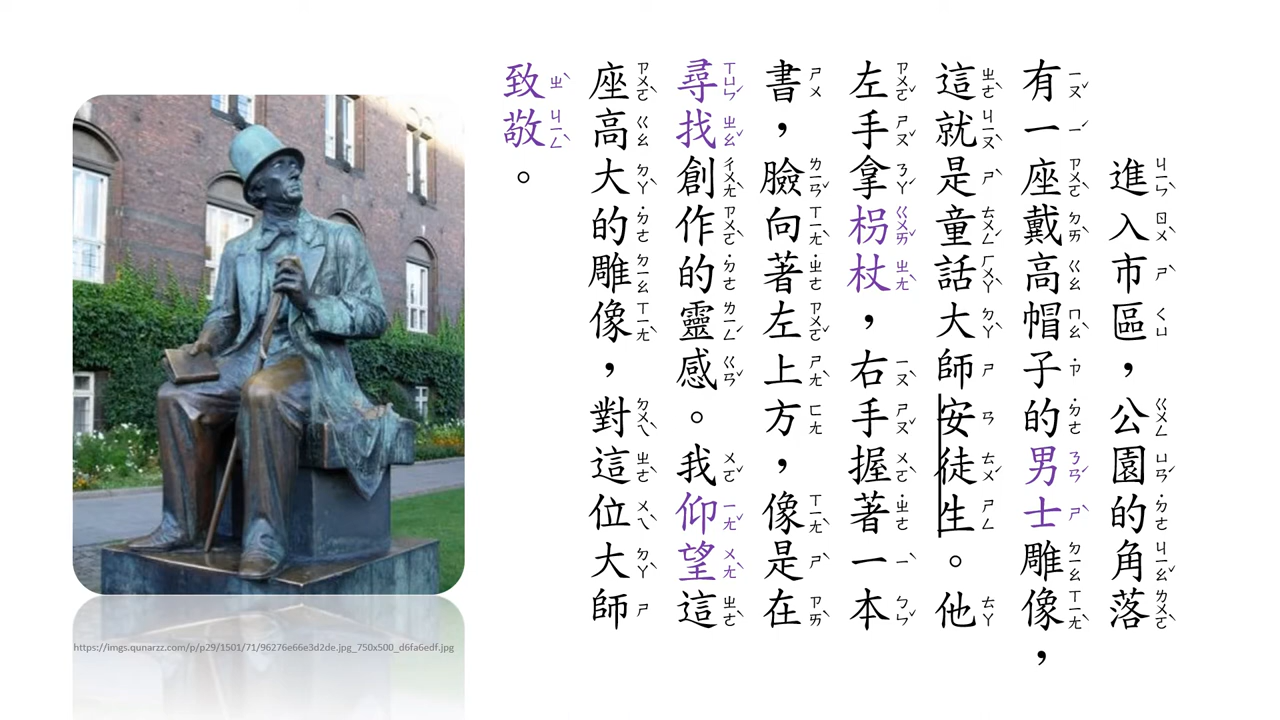 進入市區，公園的角落
有一座戴高帽子的男士雕像，
這就是童話大師安徒生。他
左手拿枴杖，右手握著一本
書，臉向著左上方，像是在
尋找創作的靈感。我仰望這
座高大的雕像，對這位大師
致敬。
https://imgs.qunarzz.com/p/p29/1501/71/96276e66e3d2de.jpg_750x500_d6fa6edf.jpg